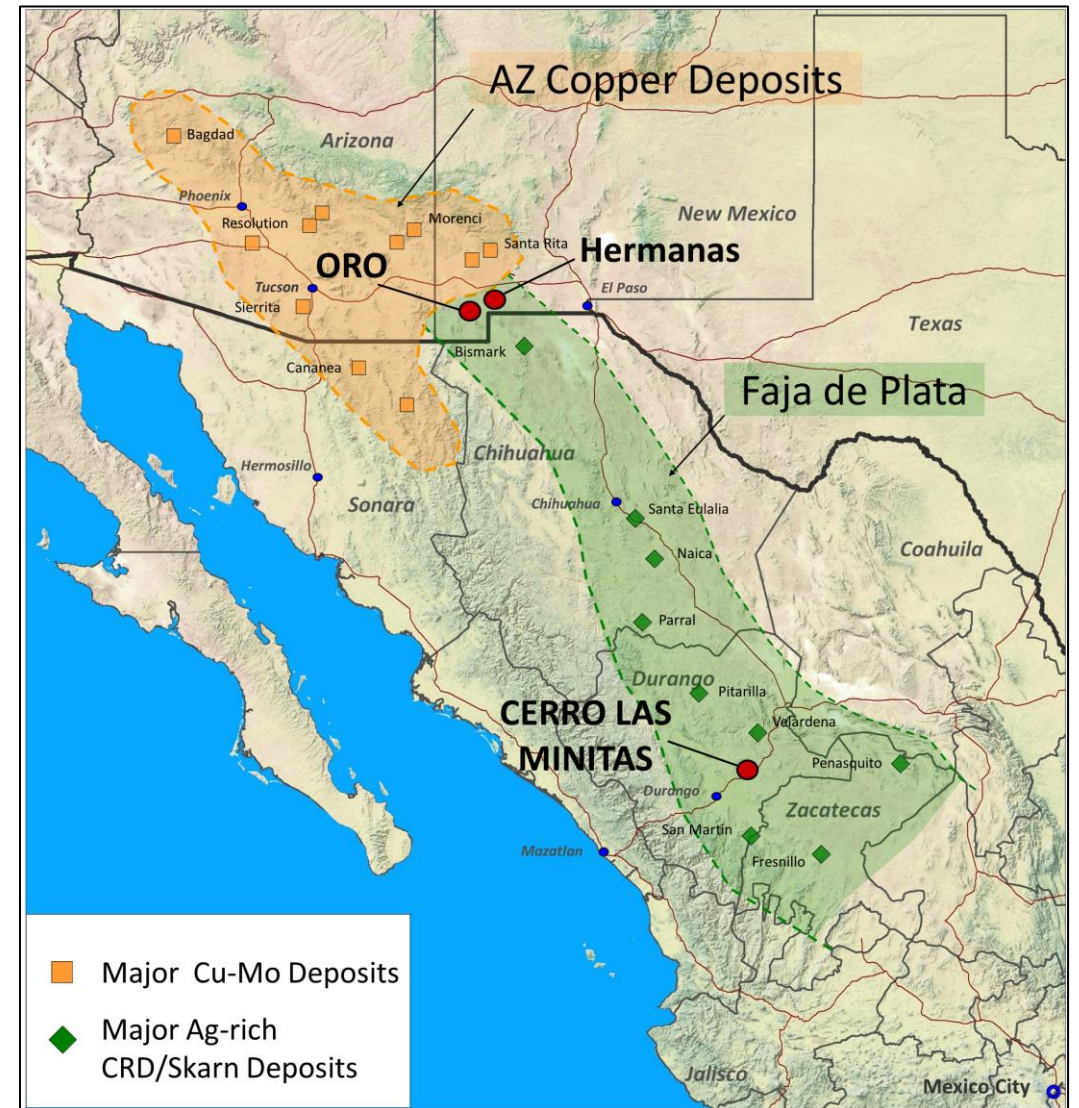 AZ Copper Deposits
Bagdad
Arizona
Phoenix
Resolution
Morenci
New Mexico
Santa Rita
Hermanas
ORO
Tucson
El Paso
Sierrita
Texas
Bismark
Cananea
Faja de Plata
Chihuahua
Hermosillo
Sonara
Chihuahua
Santa Eulalia
Naica
Coahuila
Parral
Durango
Pitarilla
CERRO LAS
MINITAS
Velardena
Penasquito
Durango
Zacatecas
San Martin
Mazatlan
Fresnillo
Major Cu-Mo Deposits
Major Ag-rich
CRD/Skarn Deposits
Jalisco
Mexico City